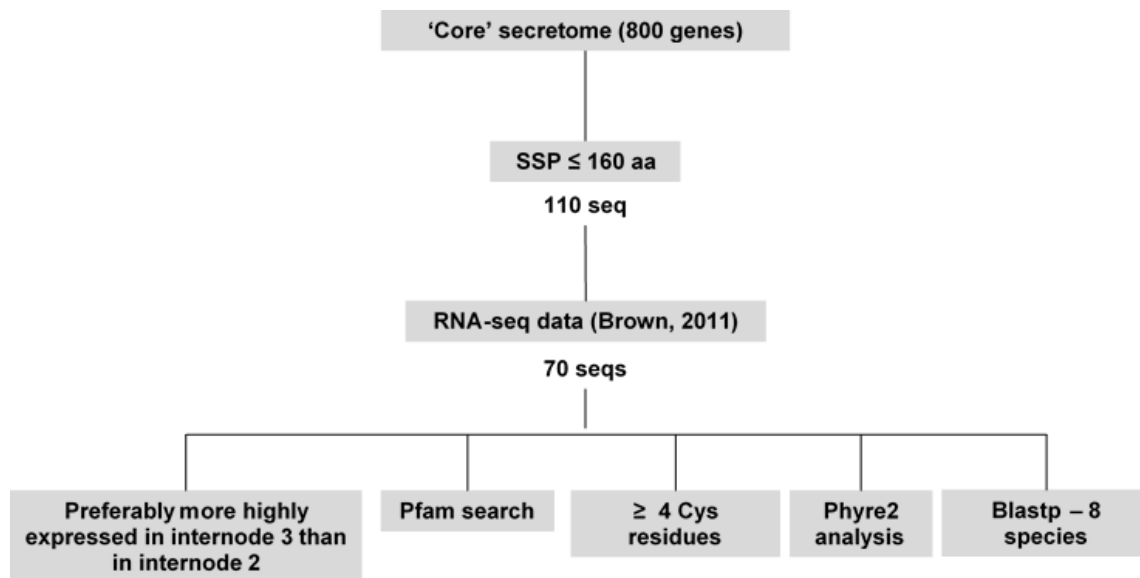 ‘Core’ secretome (800 genes)
SSP ≤ 160 aa
110 seq
RNA-seq data (Brown, 2011)
70 seqs
Preferably more highly
expressed in internode 3 than
in internode 2
Pfam search
≥ 4 Cys
residues
Phyre2
analysis
Blastp – 8
species